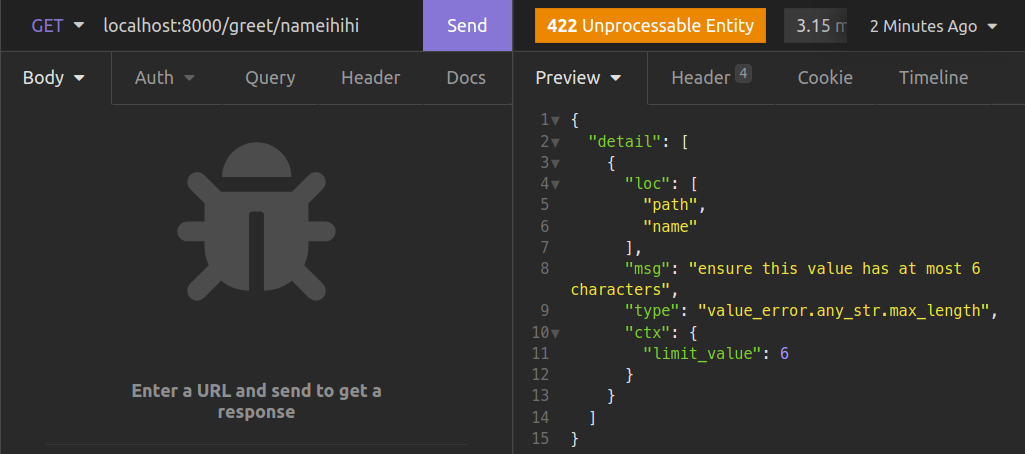 GET localhost:8000/greet/nameihihi Send 422 Unprocessable Entity 3.15 m 2 Minutes Ago
Body Auth Query Header Docs Preview Header 4 Cookie Timeline
Enter a URL and send to get a
response
1 {
2 "detail": [
3 {
4 "loc": [
5 "path",
6 "name"
7 ],
8 "msg": "ensure this value has at most 6
characters",
9 "type": "value_error.any_str.max_length",
10 "ctx": {
11 "limit_value": 6
12 }
13 }
14 ]
15 }